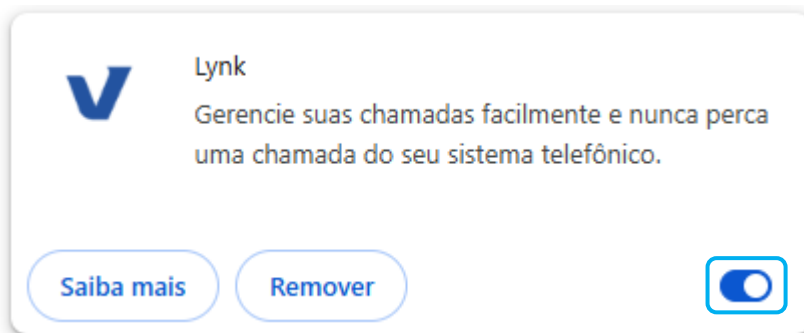 Lynk
Gerencie suas chamadas facilmente e nunca perca
uma chamada do seu sistema telefônico.
Saiba mais
Remover